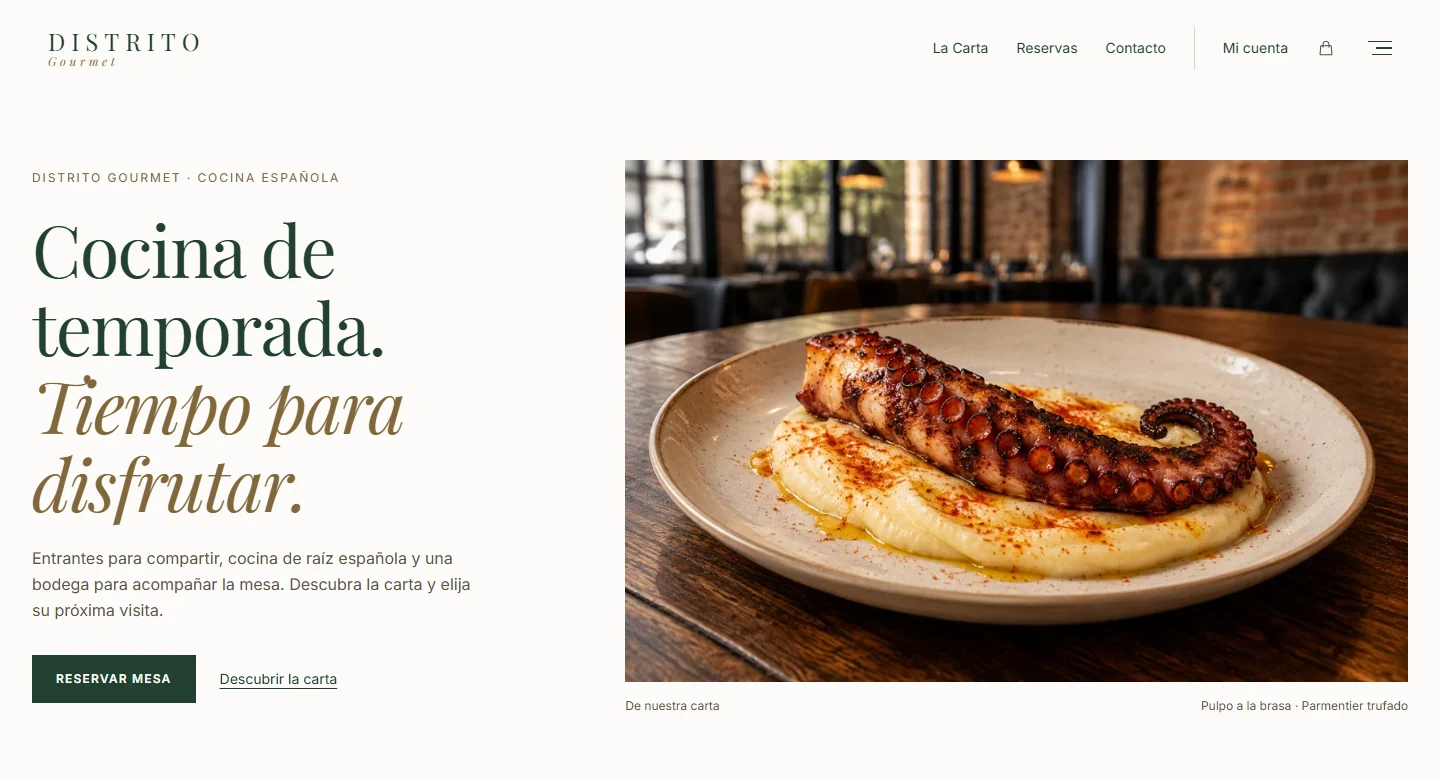 DISTRITO
Gourmet
La Carta
Reservas
Contacto
Mi cuenta
DISTRITO GOURMET · COCINA ESPAÑOLA
Cocina de
temporada.
Tiempo para
disfrutar.
Entrantes para compartir, cocina de raíz española y una
bodega para acompañar la mesa. Descubra la carta y elija
su próxima visita.
RESERVAR MESA
Descubrir la carta
De nuestra carta
Pulpo a la brasa · Parmentier trufado